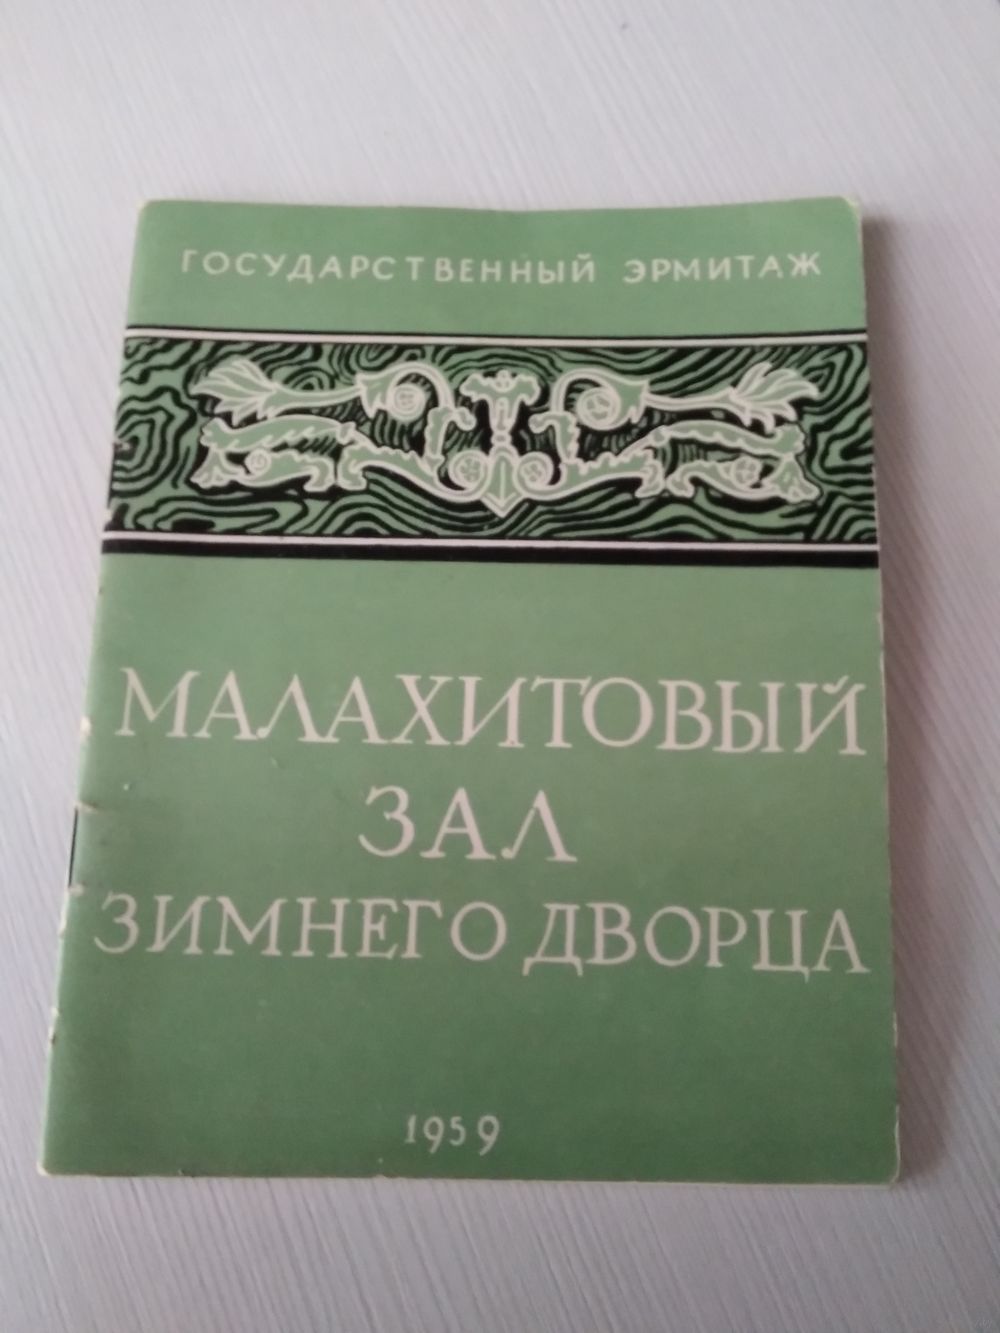 ГОСУДАРСТВЕННЫЙ ЭРМИТАЖ
МАЛАХИТОВЫЙ
ЗАЛ
ЗИМНЕГО ДВОРЦА
1959